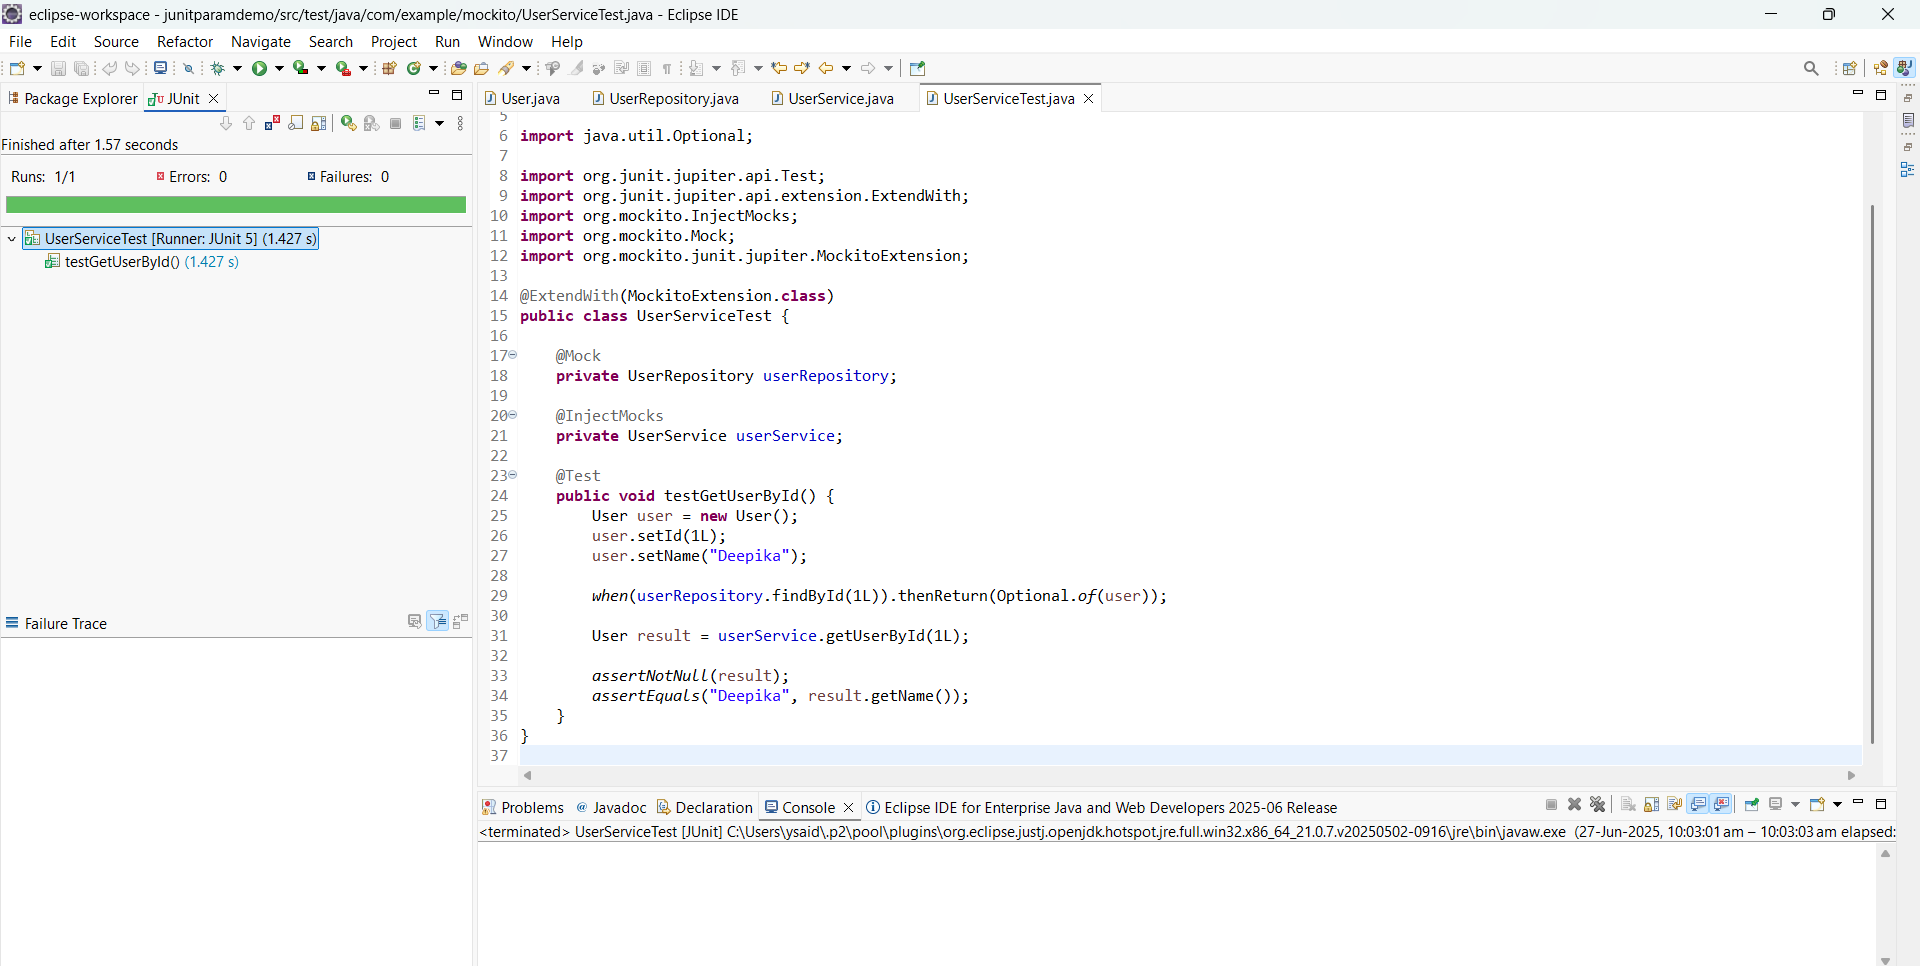 eclipse-workspace - junitparamdemo/src/test/java/com/example/mockito/UserServiceTest.java - Eclipse IDE
File Edit Source Refactor Navigate Search Project Run Window Help
Package Explorer JUnit
Finished after 1.57 seconds
Runs: 1/1 Errors: 0 Failures: 0
UserServiceTest [Runner: JUnit 5] (1.427 s)
testGetUserById() (1.427 s)
Failure Trace
User.java UserRepository.java UserService.java UserServiceTest.java
5
6 import java.util.Optional;
7
8 import org.junit.jupiter.api.Test;
9 import org.junit.jupiter.api.extension.ExtendWith;
10 import org.mockito.InjectMocks;
11 import org.mockito.Mock;
12 import org.mockito.junit.jupiter.MockitoExtension;
13
14 @ExtendWith(MockitoExtension.class)
15 public class UserServiceTest {
16
17 @Mock
18 private UserRepository userRepository;
19
20 @InjectMocks
21 private UserService userService;
22
23 @Test
24 public void testGetUserById() {
25 User user = new User();
26 user.setId(1L);
27 user.setName("Deepika");
28
29 when(userRepository.findById(1L)).thenReturn(Optional.of(user));
30
31 User result = userService.getUserById(1L);
32
33 assertNotNull(result);
34 assertEquals("Deepika", result.getName());
35 }
36 }
37
Problems Javadoc Declaration Console Eclipse IDE for Enterprise Java and Web Developers 2025-06 Release
<terminated> UserServiceTest [JUnit] C:\Users\ysaid\.p2\pool\plugins\org.eclipse.justj.openjdk.hotspot.jre.full.win32.x86_64_21.0.7.v20250502-0916\jre\bin\javaw.exe (27-Jun-2025, 10:03:01 am – 10:03:03 am elapsed: